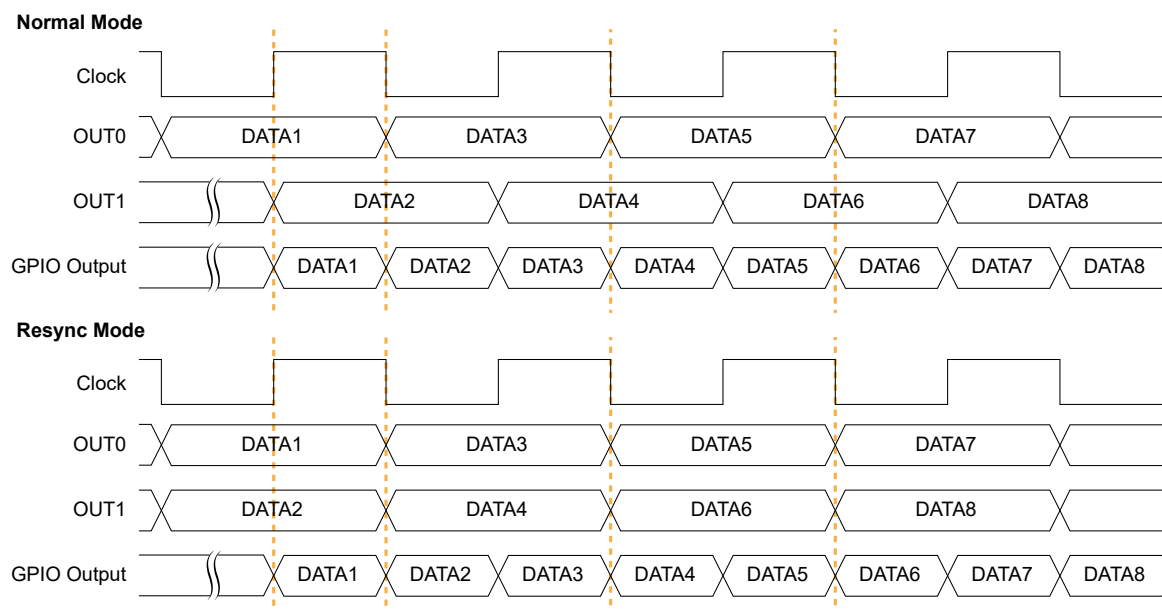 Normal Mode
Clock
OUT0 DATA1 DATA3 DATA5 DATA7
OUT1 DATA2 DATA4 DATA6 DATA8
GPIO Output DATA1 DATA2 DATA3 DATA4 DATA5 DATA6 DATA7 DATA8
Resync Mode
Clock
OUT0 DATA1 DATA3 DATA5 DATA7
OUT1 DATA2 DATA4 DATA6 DATA8
GPIO Output DATA1 DATA2 DATA3 DATA4 DATA5 DATA6 DATA7 DATA8